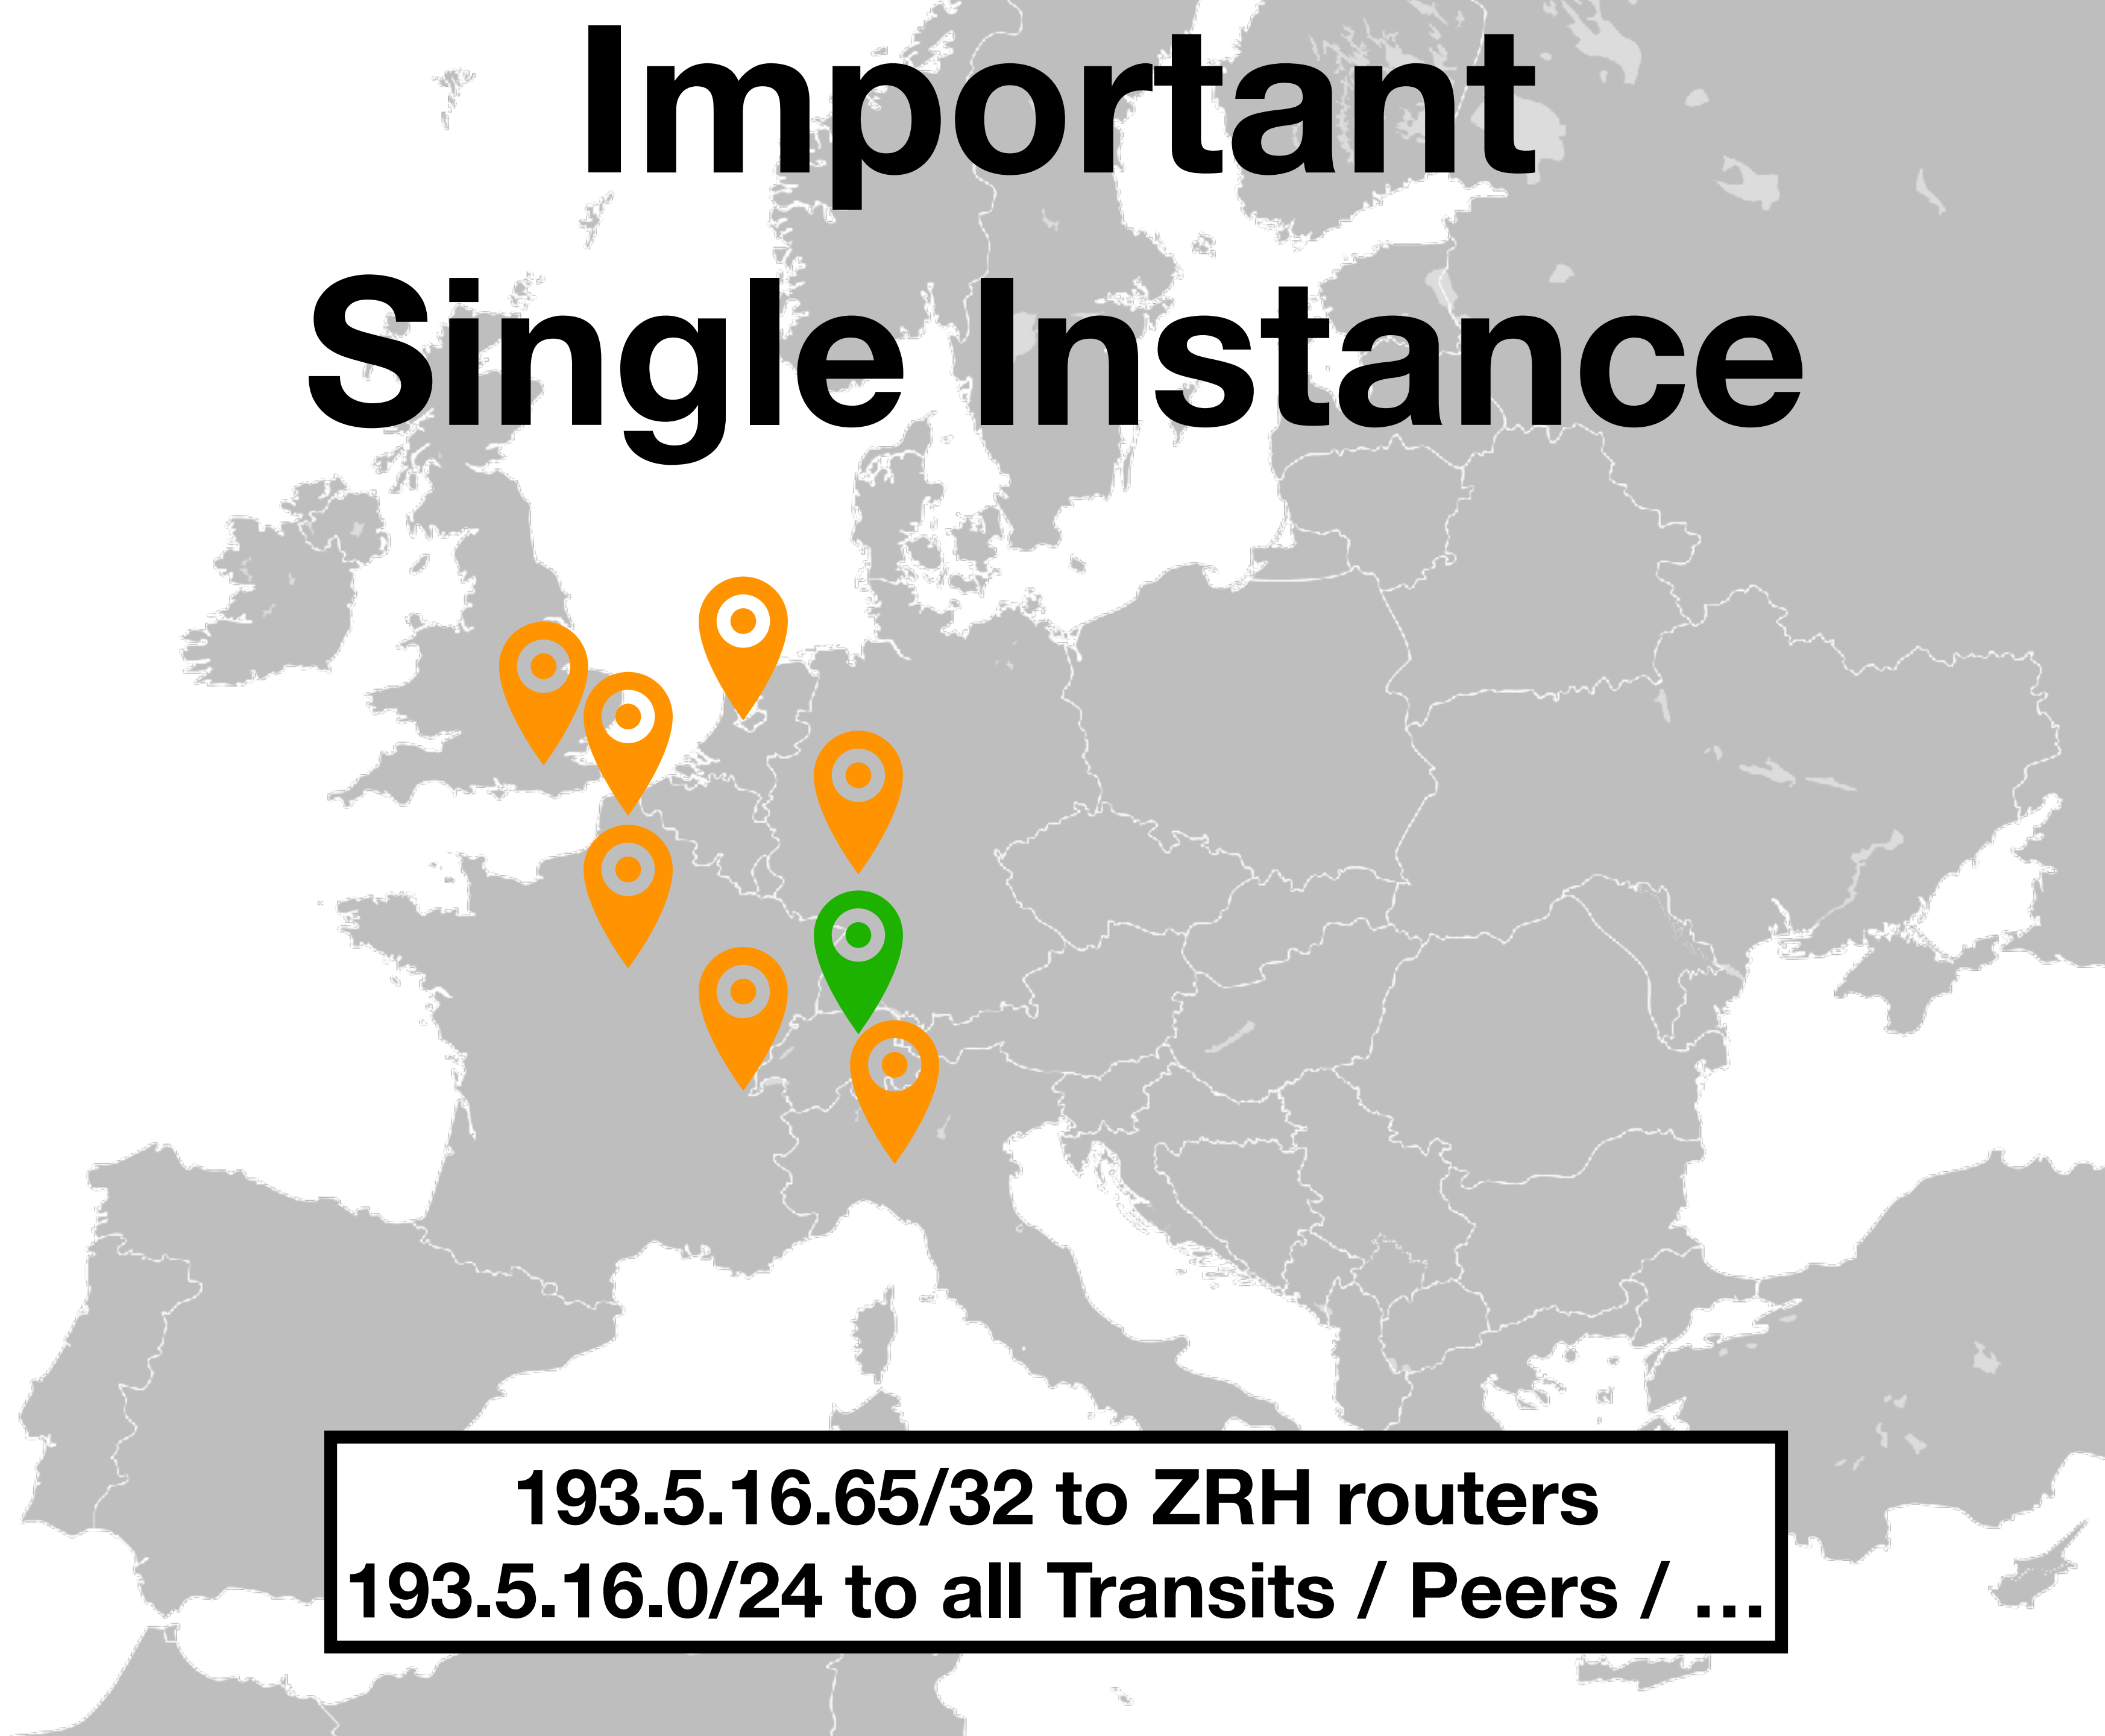 Important
Single Instance
193.5.16.65/32 to ZRH routers
193.5.16.0/24 to all Transits / Peers / ...